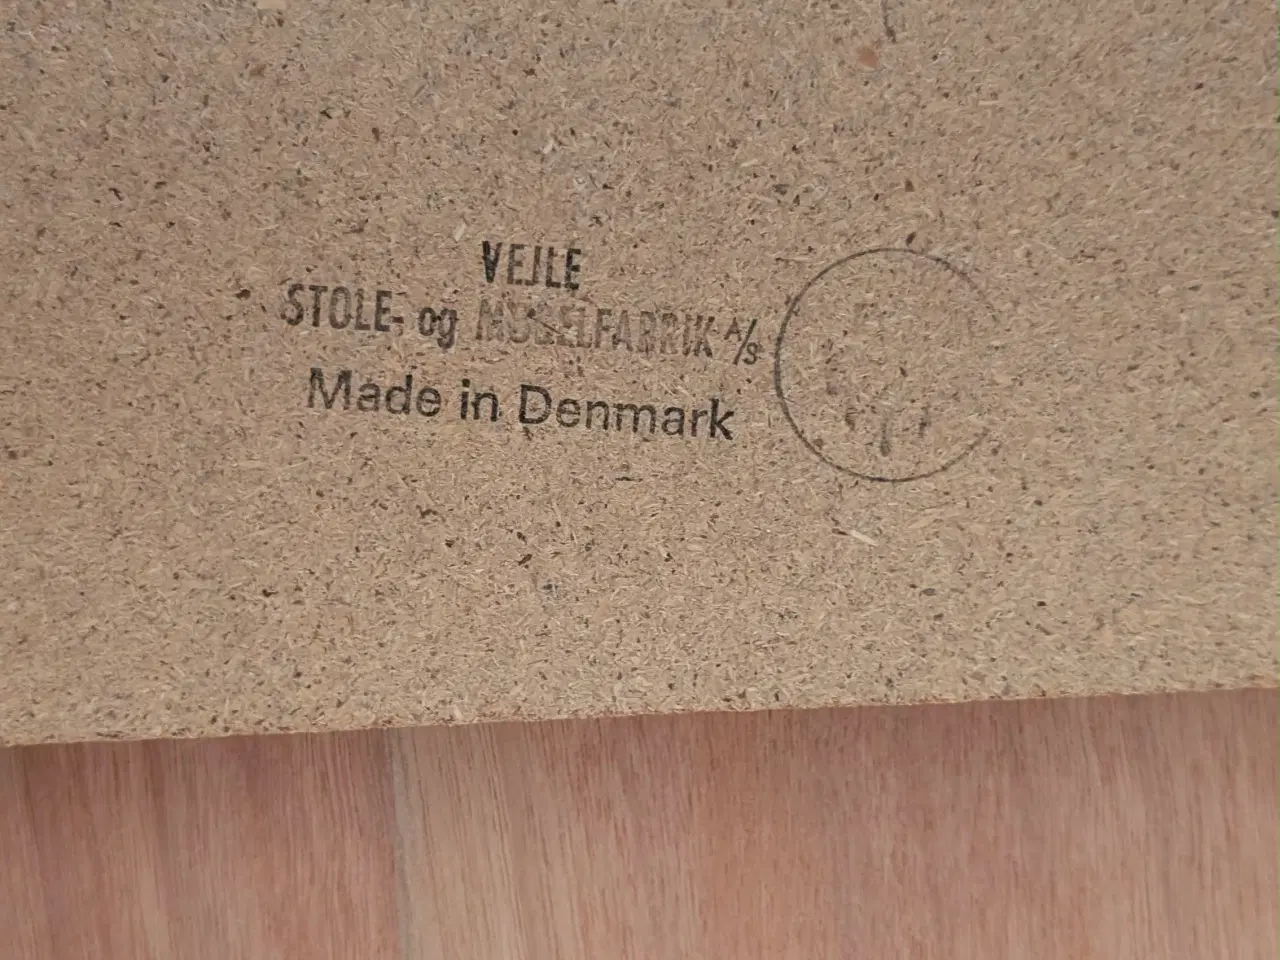 VEJLE
STOLE- og MØBELFABRIK A/S
Made in Denmark